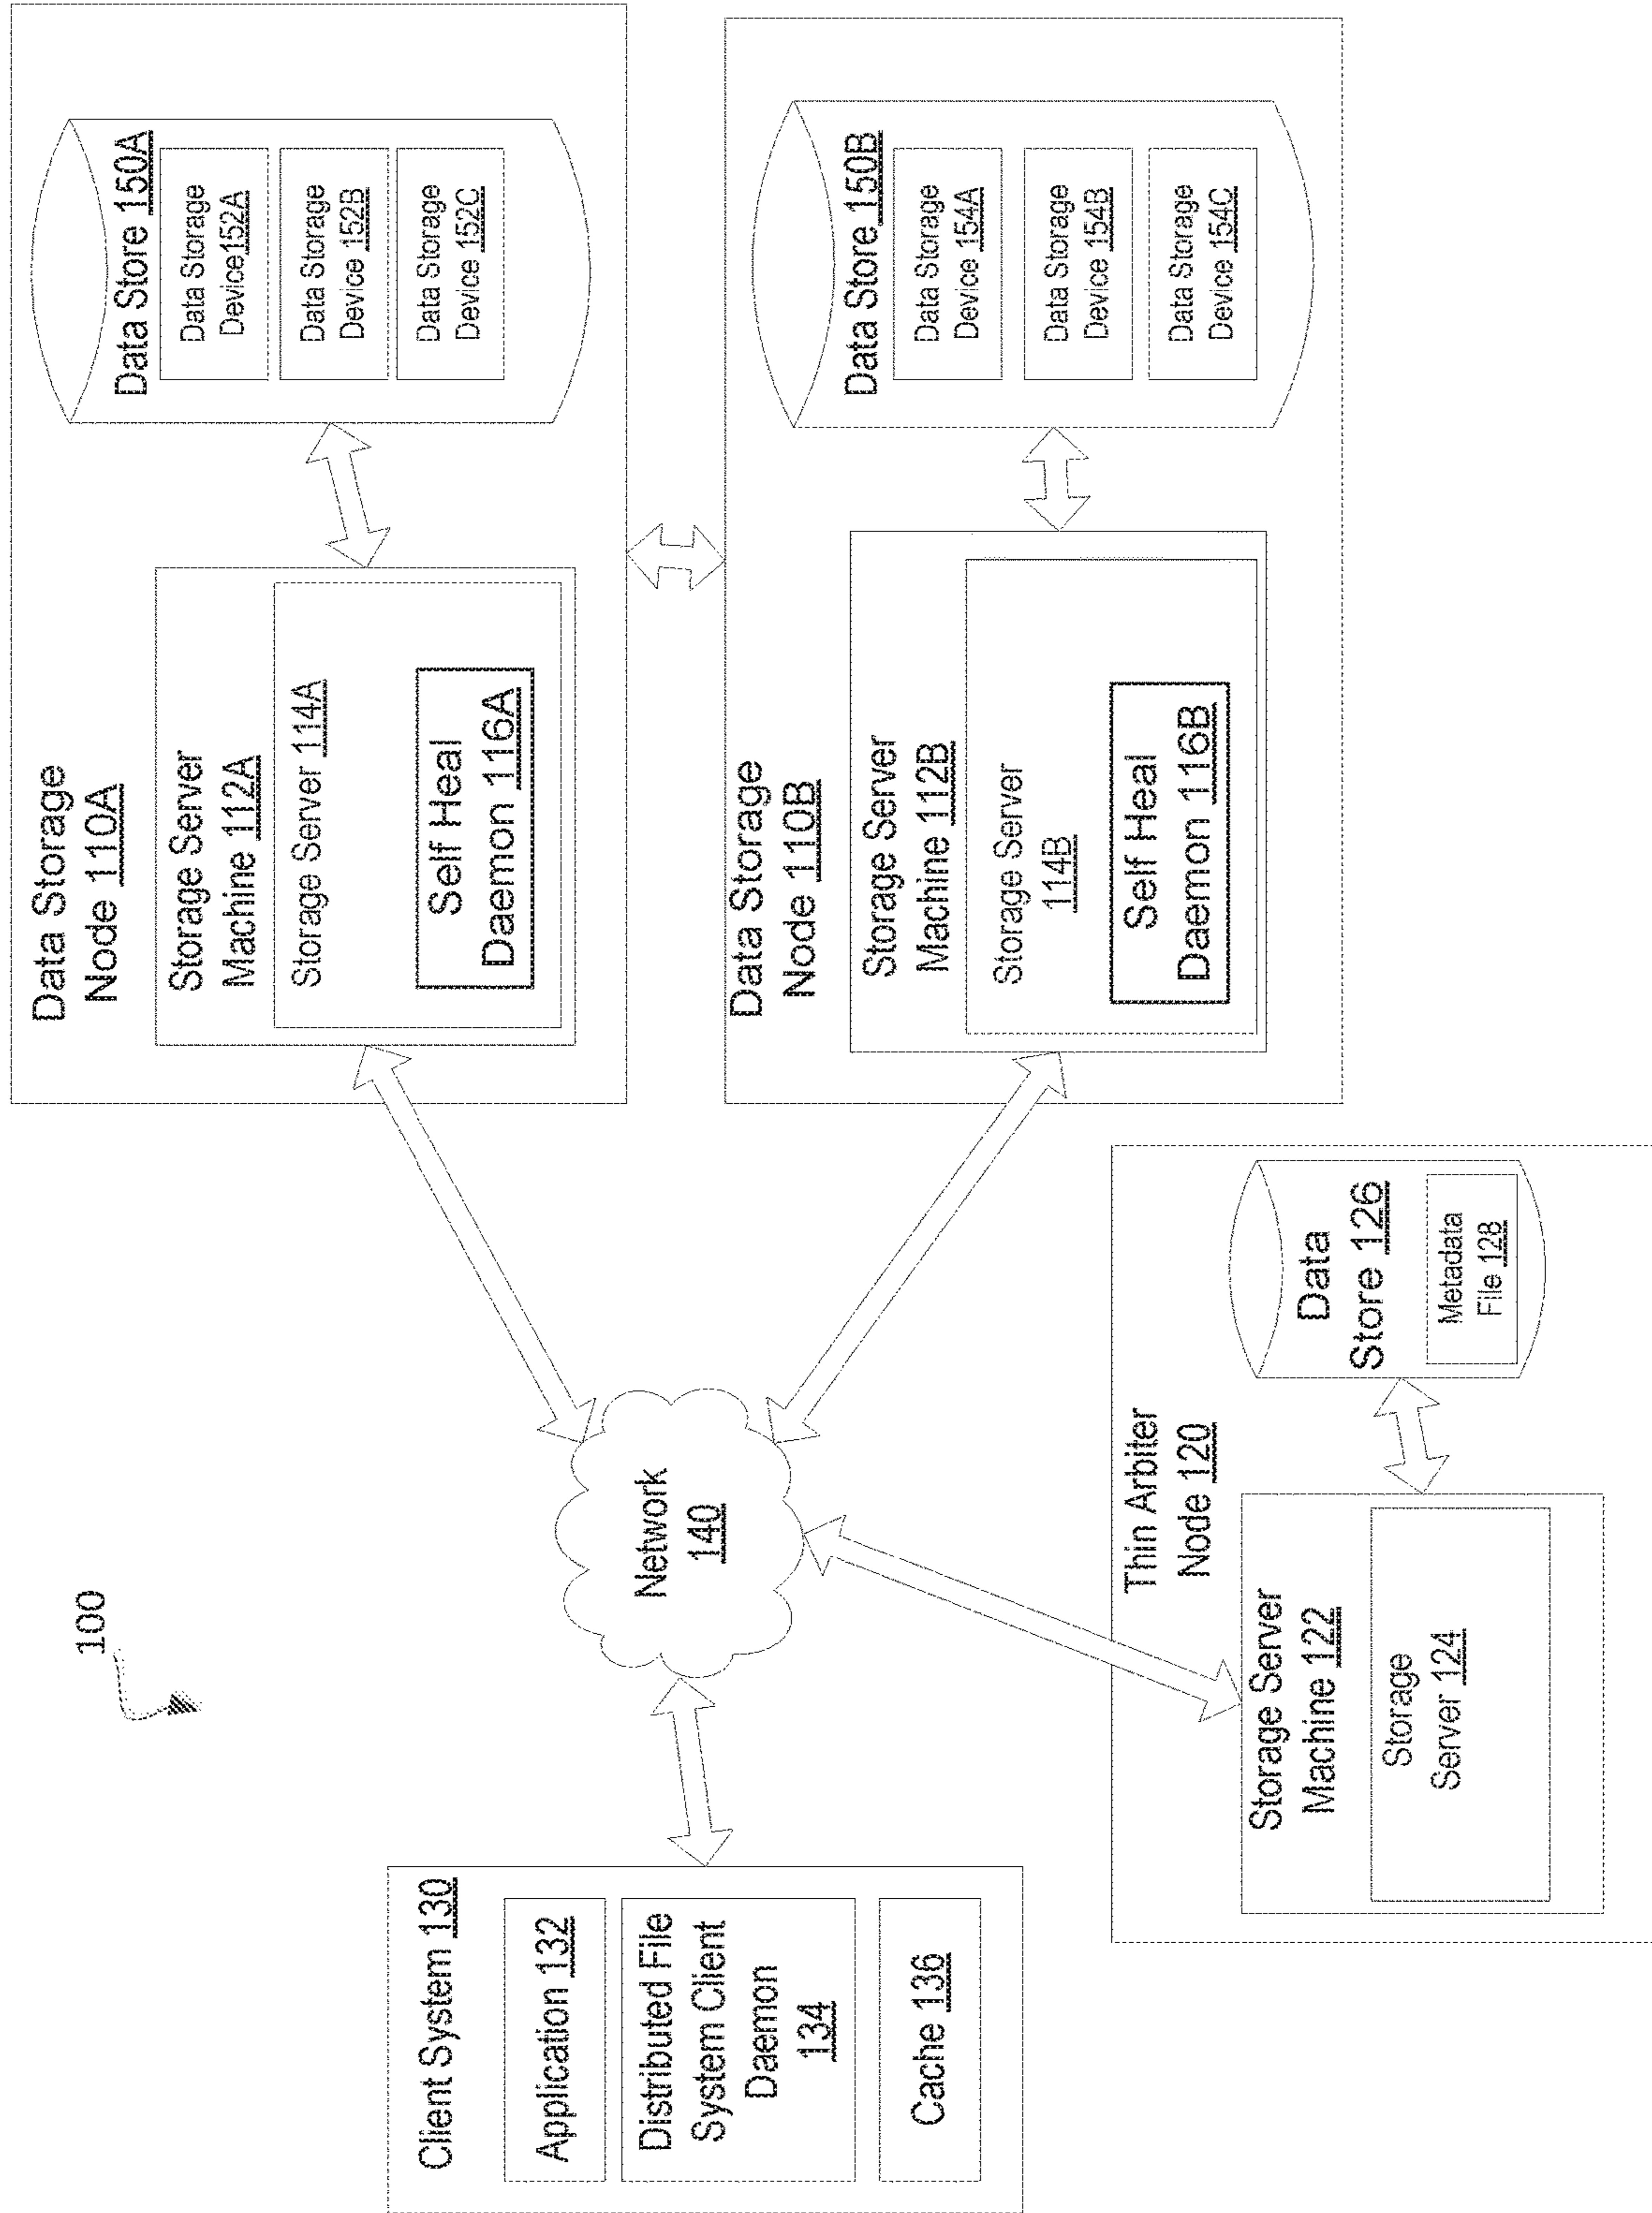 100
Client System 130
Application 132
Distributed File
System Client
Daemon
134
Cache 136
Network
140
Data Storage
Node 110A
Storage Server
Machine 112A
Storage Server 114A
Self Heal
Daemon 116A
Data Store 150A
Data Storage
Device152A
Data Storage
Device 152B
Data Storage
Device 152C
Data Storage
Node 110B
Storage Server
Machine 112B
Storage Server
114B
Self Heal
Daemon 116B
Data Store 150B
Data Storage
Device 154A
Data Storage
Device 154B
Data Storage
Device 154C
Thin Arbiter
Node 120
Storage Server
Machine 122
Storage
Server 124
Data
Store 126
Metadata
File 128